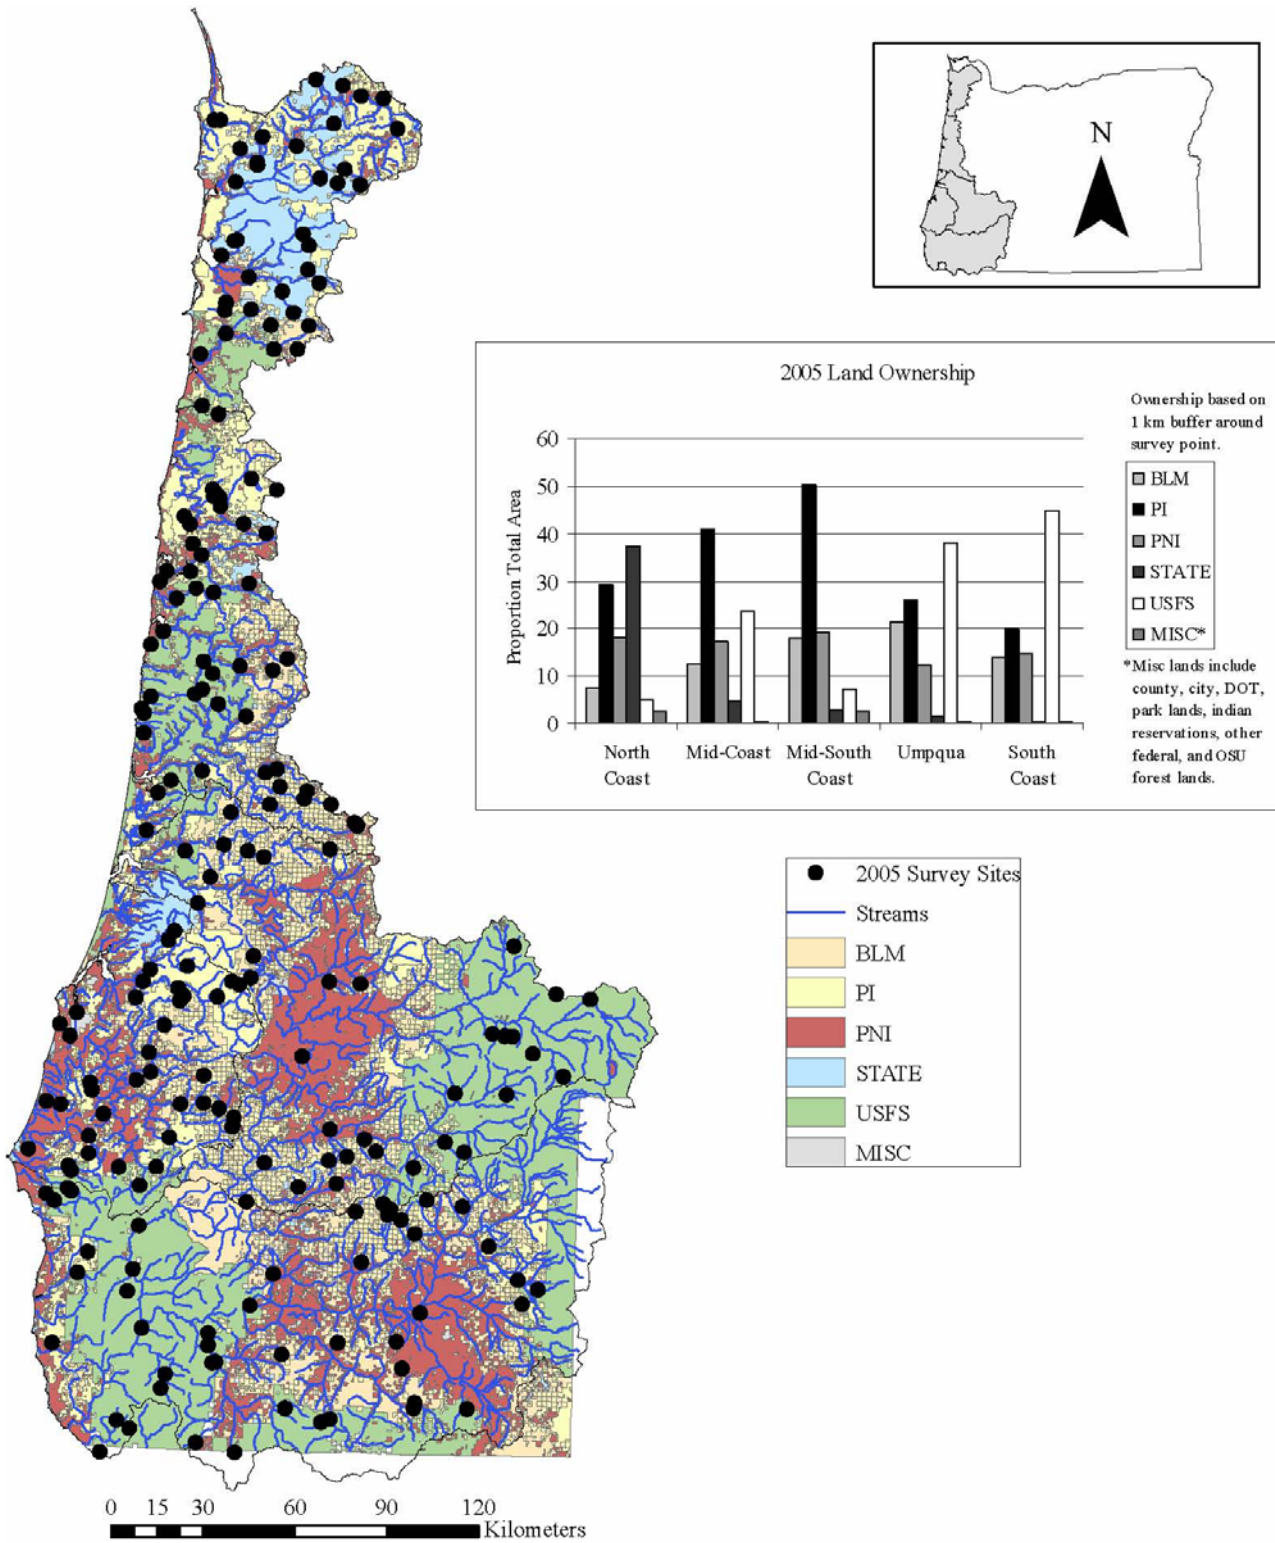 N
2005 Land Ownership
Ownership based on
1 km buffer around
survey point.
BLM
PI
PNI
STATE
USFS
MISC*
*Misc lands include
county, city, DOT,
park lands, indian
reservations, other
federal, and OSU
forest lands.
Proportion Total Area
60
50
40
30
20
10
0
North
Coast
Mid-Coast
Mid-South
Coast
Umpqua
South
Coast
2005 Survey Sites
Streams
BLM
PI
PNI
STATE
USFS
MISC
0 15 30 60 90 120
Kilometers